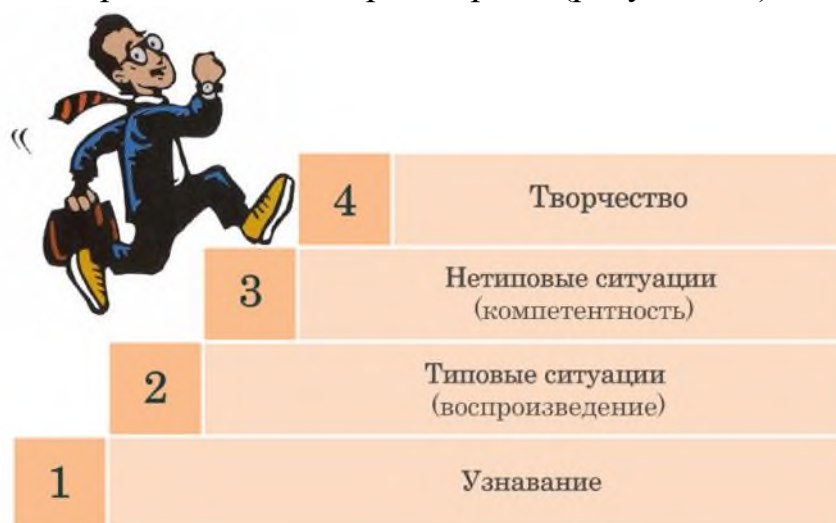 4
Творчество
3
Нетиповые ситуации
(компетентность)
2
Типовые ситуации
(воспроизведение)
1
Узнавание